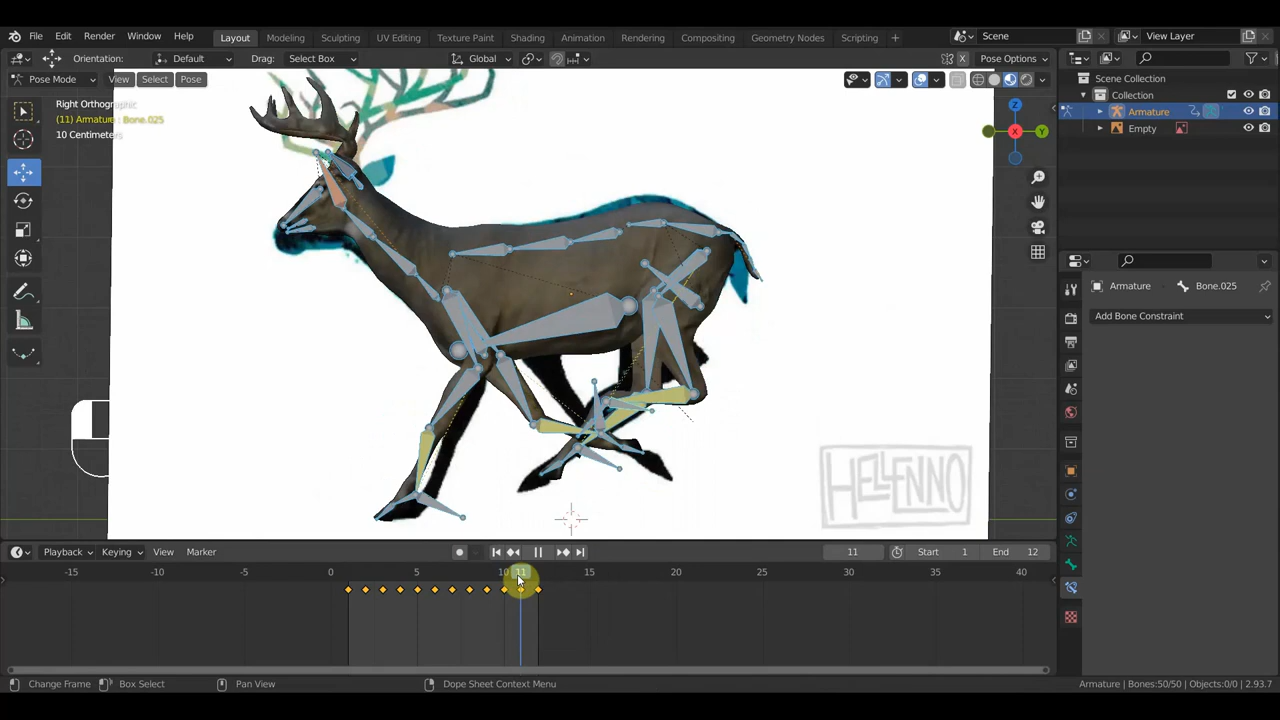 File Edit Render Window Help Layout Modeling Sculpting UV Editing Texture Paint Shading Animation Rendering Compositing Geometry Nodes Scripting + Scene View Layer
Orientation: Default Drag: Select Box Global X Pose Options
Pose Mode View Select Pose
Scene Collection
Collection
Armature
Empty
Right Orthographic
(11) Armature : Bone.025
10 Centimeters
Z
X
Y
Armature Bone.025
Add Bone Constraint
HELLENNO
Playback Keying View Marker 11 Start 1 End 12
-15 -10 -5 0 5 10 11 15 20 25 30 35 40
Change Frame Box Select Pan View Dope Sheet Context Menu Armature | Bones:50/50 | Objects:0/0 | 2.93.7